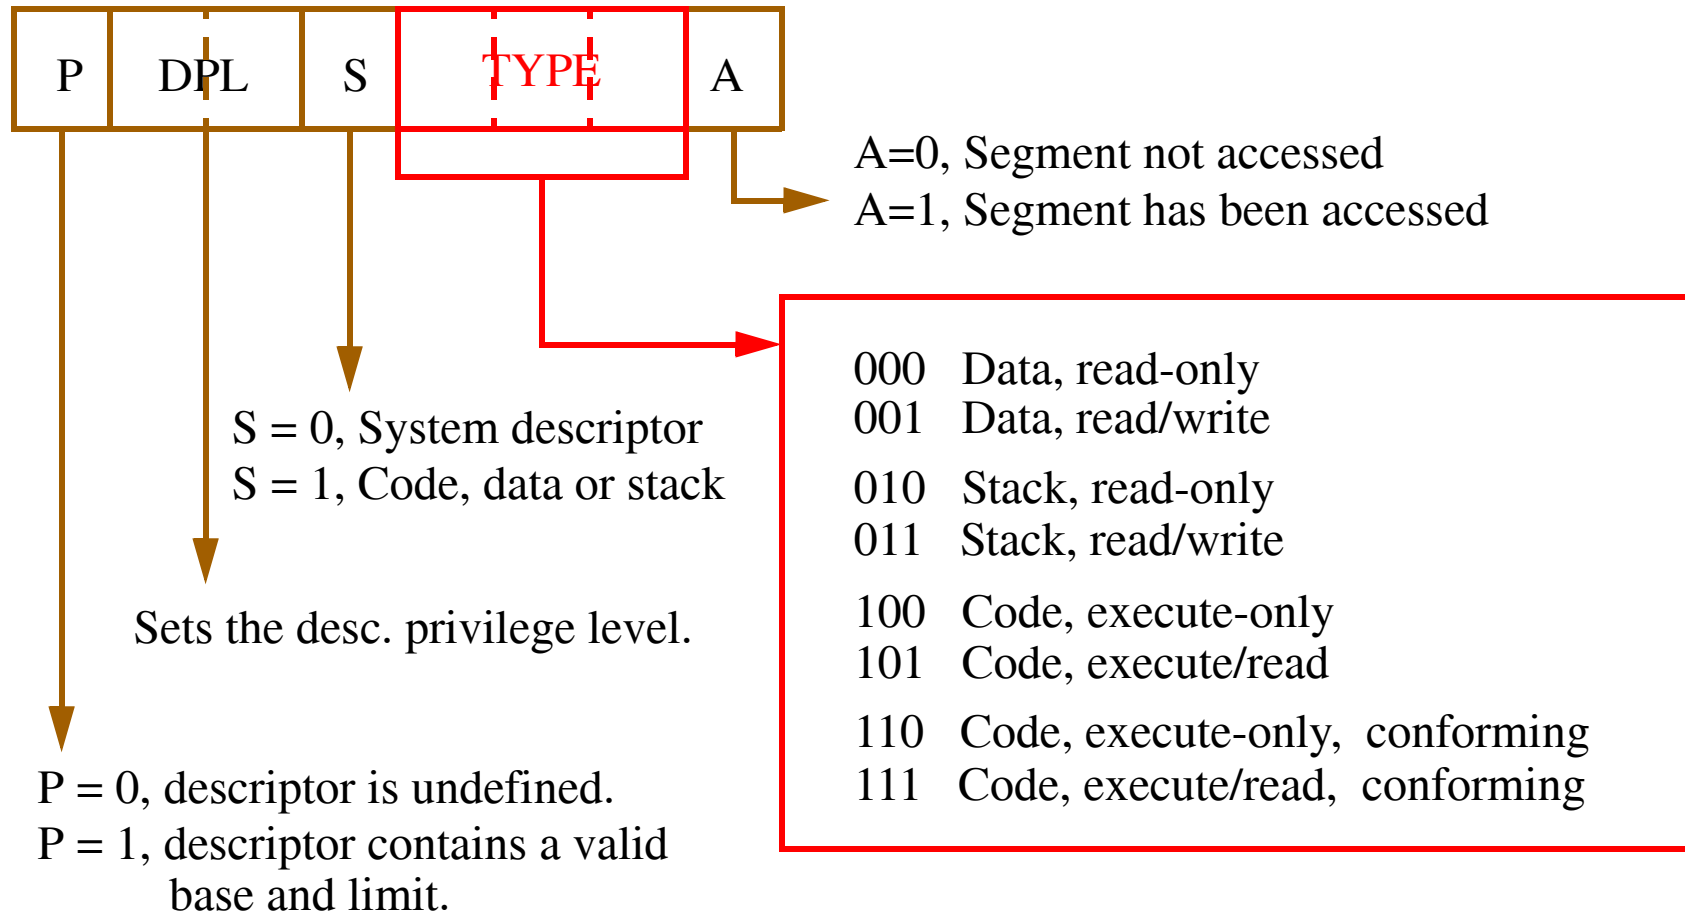 P DPL S TYPE A
A=0, Segment not accessed
A=1, Segment has been accessed
S = 0, System descriptor
S = 1, Code, data or stack
Sets the desc. privilege level.
P = 0, descriptor is undefined.
P = 1, descriptor contains a valid
base and limit.
000 Data, read-only
001 Data, read/write
010 Stack, read-only
011 Stack, read/write
100 Code, execute-only
101 Code, execute/read
110 Code, execute-only, conforming
111 Code, execute/read, conforming